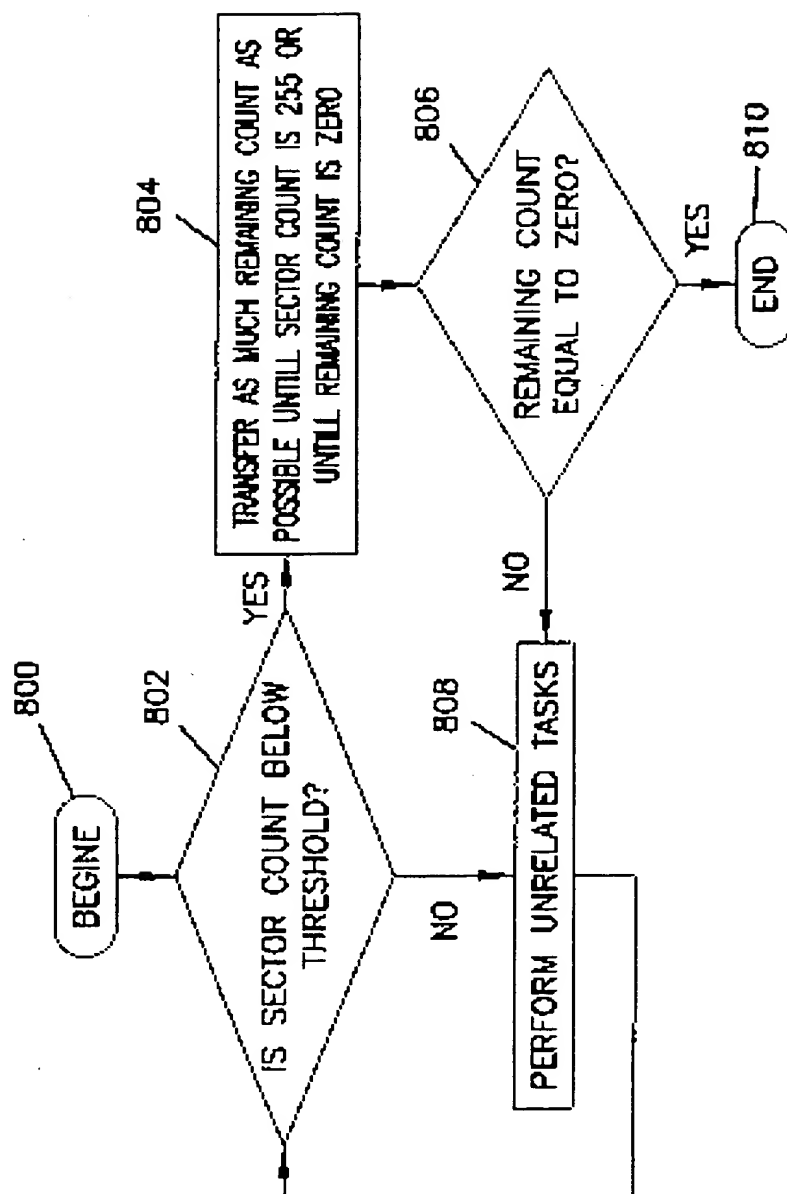 800
BEGINE
802
IS SECTOR COUNT BELOW
THRESHOLD?
YES
NO
804
TRANSFER AS MUCH REMAINING COUNT AS
POSSIBLE UNTILL SECTOR COUNT IS 255 OR
UNTILL REMAINING COUNT IS ZERO
806
REMAINING COUNT
EQUAL TO ZERO?
NO
YES
808
PERFORM UNRELATED TASKS
810
END